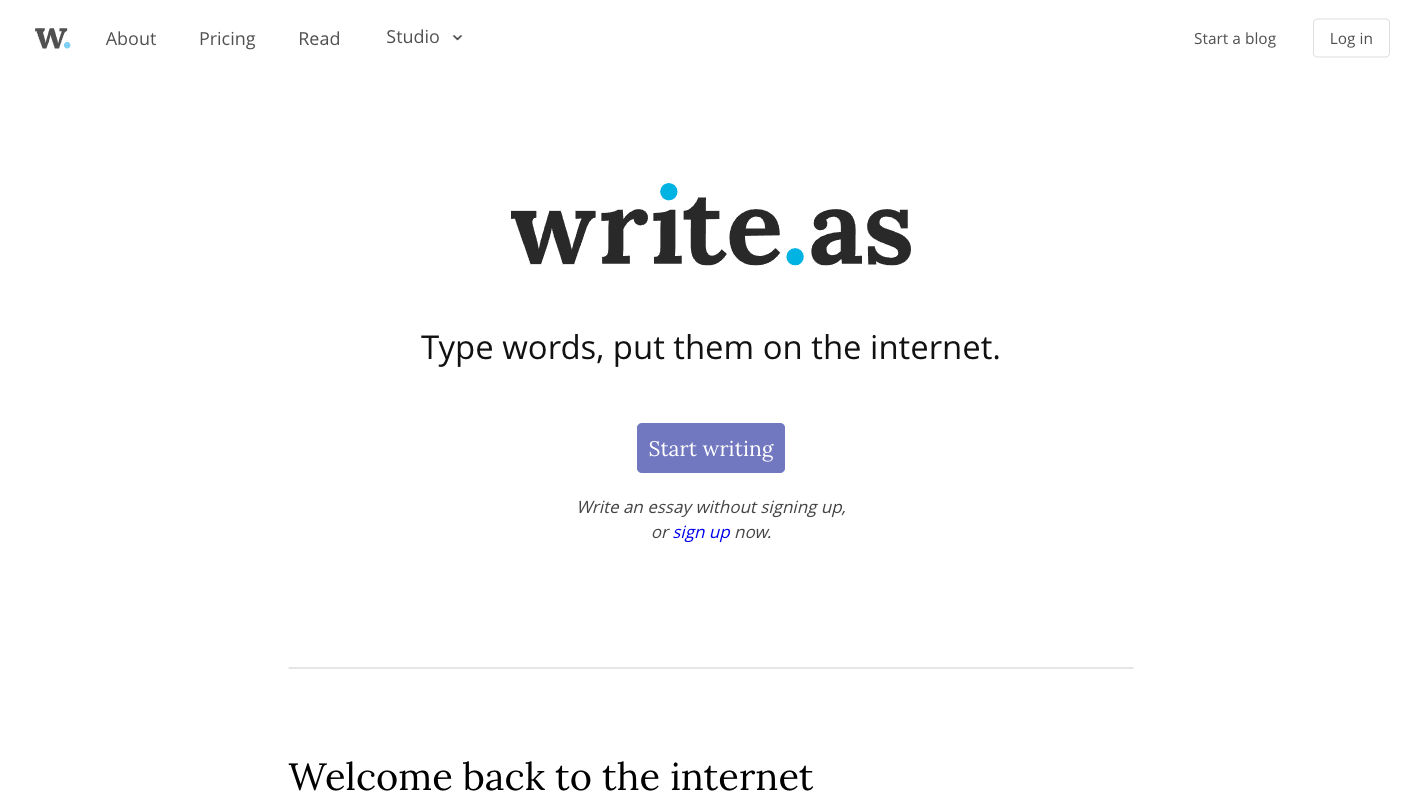 w.
About
Pricing
Read
Studio
Start a blog
Log in
write.as
Type words, put them on the internet.
Start writing
Write an essay without signing up,
or sign up now.
Welcome back to the internet